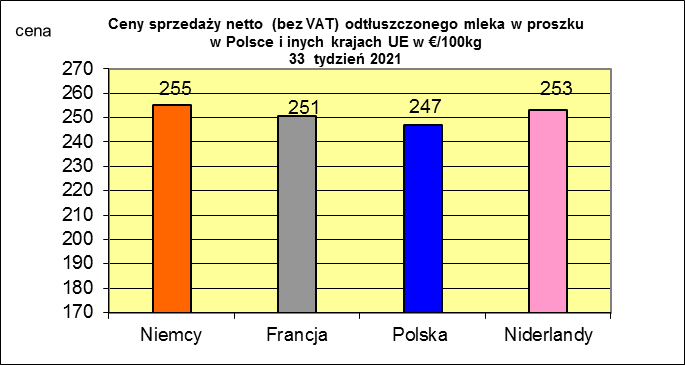 Ceny sprzedaży netto (bez VAT) odtłuszczonego mleka w proszku
w Polsce i inych krajach UE w €/100kg
33 tydzień 2021
cena
270
260
250
240
230
220
210
200
190
180
170
255
251
247
253
Niemcy
Francja
Polska
Niderlandy